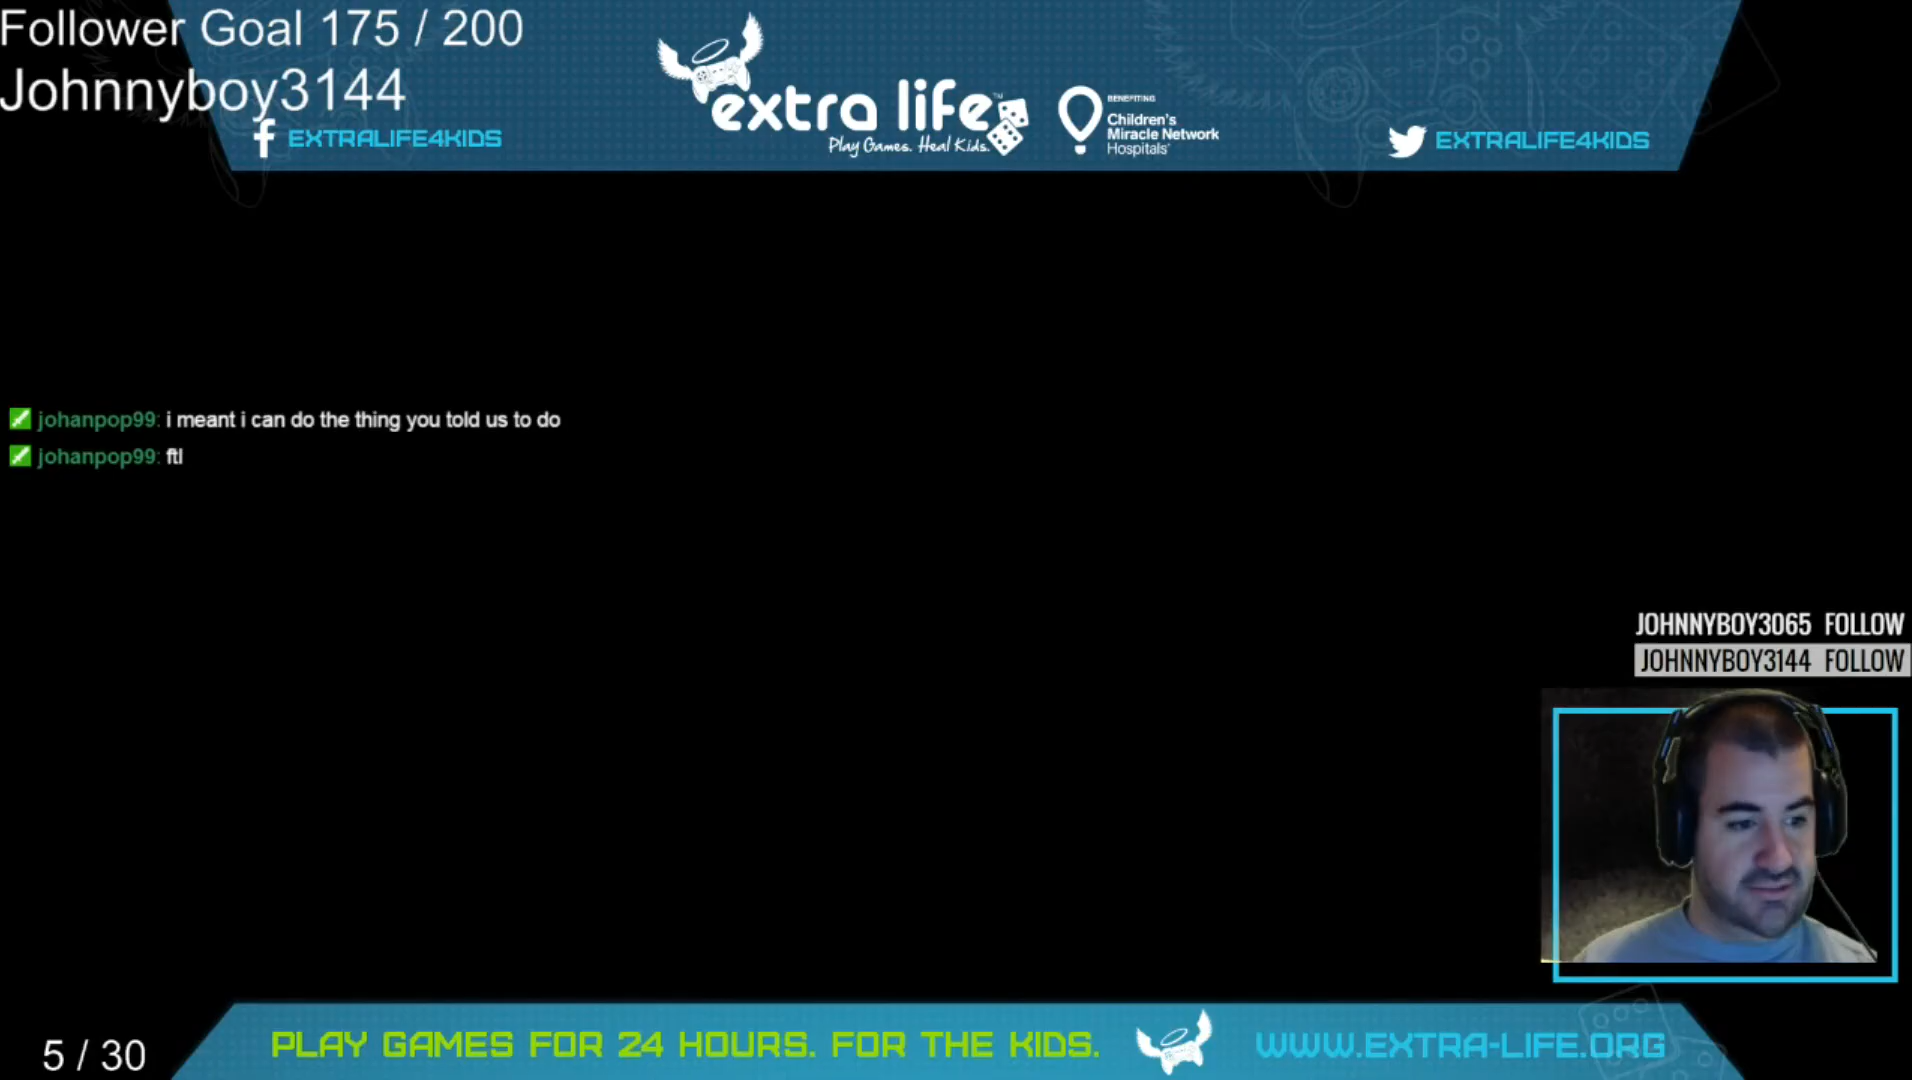 Follower Goal 175 / 200
Johnnyboy3144
EXTRALIFE4KIDS
extra life™
Play Games. Heal Kids.
BENEFITING
Children's
Miracle Network
Hospitals®
EXTRALIFE4KIDS
johanpop99: i meant i can do the thing you told us to do
johanpop99: ftl
JOHNNYBOY3065 FOLLOW
JOHNNYBOY3144 FOLLOW
5 / 30
PLAY GAMES FOR 24 HOURS. FOR THE KIDS.
WWW.EXTRA-LIFE.ORG